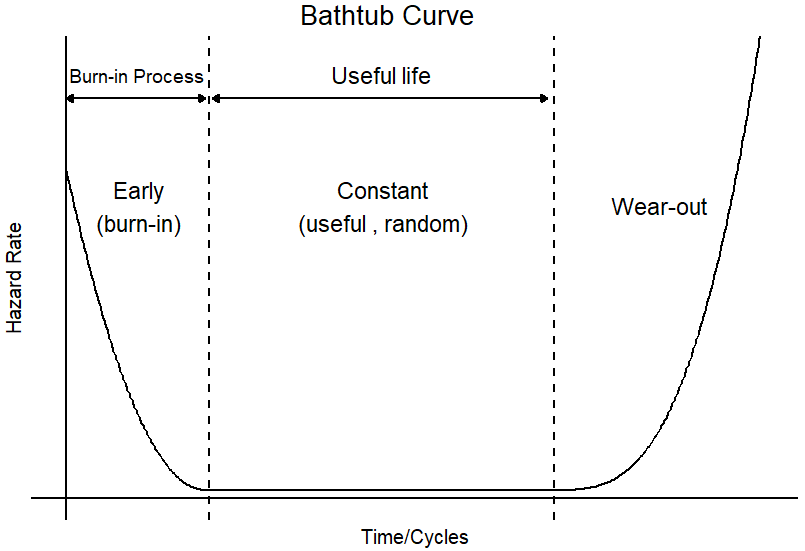 Bathtub Curve
Burn-in Process
Useful life
Early
(burn-in)
Constant
(useful , random)
Wear-out
Hazard Rate
Time/Cycles